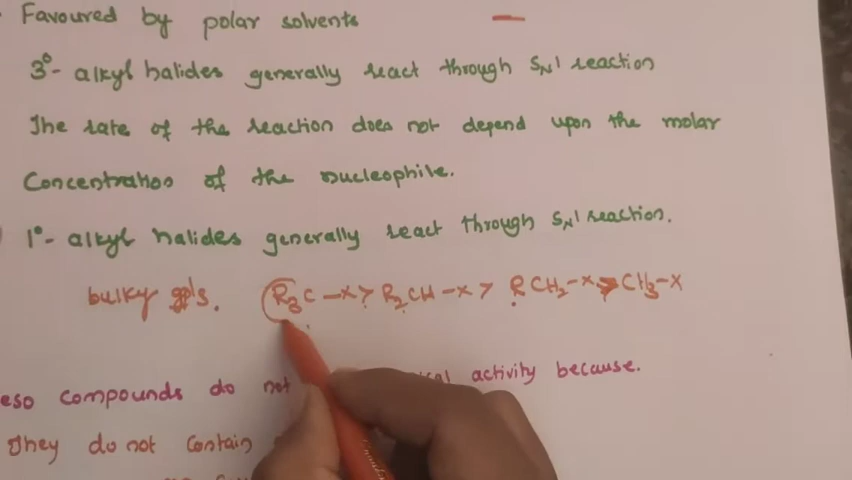 Favoured by polar solvents
3°- alkyl halides generally react through SN1 reaction
The rate of the reaction does not depend upon the molar
Concentration of the nucleophile.
1°- alkyl halides generally react through SN1 reaction.
bulky gps. R3C-X > R2CH-X > RCH2-X > CH3-X
eso compounds do not activity because.
They do not contain